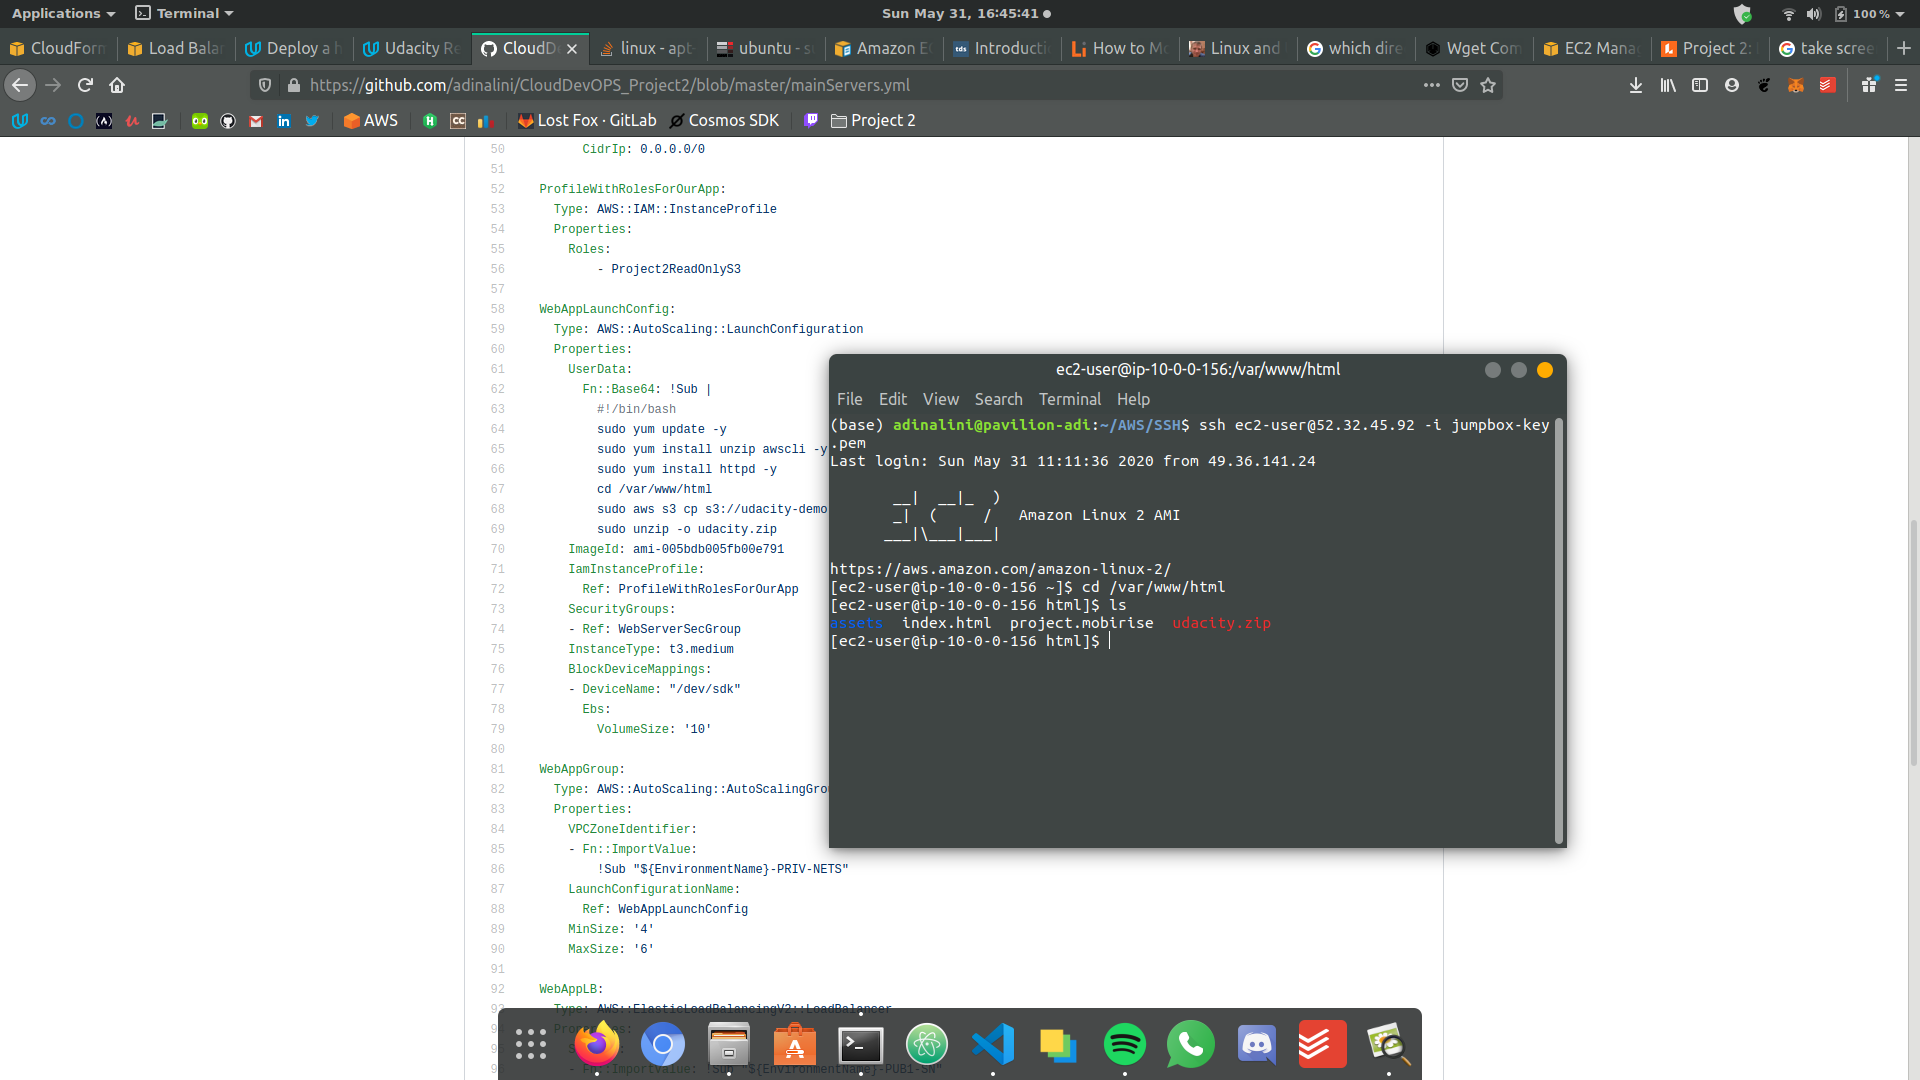 Applications Terminal Sun May 31, 16:45:41 100 %
CloudForm Load Bala Deploy a h Udacity Re CloudDe linux - apt- ubuntu - s Amazon EC Introductio How to Mo Linux and which dire Wget Com EC2 Mana Project 2: take scree
https://github.com/adinalini/CloudDevOPS_Project2/blob/master/mainServers.yml
AWS Lost Fox · GitLab Cosmos SDK Project 2
50 CidrIp: 0.0.0.0/0
51
52 ProfileWithRolesForOurApp:
53 Type: AWS::IAM::InstanceProfile
54 Properties:
55 Roles:
56 - Project2ReadOnlyS3
57
58 WebAppLaunchConfig:
59 Type: AWS::AutoScaling::LaunchConfiguration
60 Properties:
61 UserData:
62 Fn::Base64: !Sub |
63 #!/bin/bash
64 sudo yum update -y
65 sudo yum install unzip awscli -y
66 sudo yum install httpd -y
67 cd /var/www/html
68 sudo aws s3 cp s3://udacity-demo
69 sudo unzip -o udacity.zip
70 ImageId: ami-005bdb005fb00e791
71 IamInstanceProfile:
72 Ref: ProfileWithRolesForOurApp
73 SecurityGroups:
74 - Ref: WebServerSecGroup
75 InstanceType: t3.medium
76 BlockDeviceMappings:
77 - DeviceName: "/dev/sdk"
78 Ebs:
79 VolumeSize: '10'
80
81 WebAppGroup:
82 Type: AWS::AutoScaling::AutoScalingGrou
83 Properties:
84 VPCZoneIdentifier:
85 - Fn::ImportValue:
86 !Sub "${EnvironmentName}-PRIV-NETS"
87 LaunchConfigurationName:
88 Ref: WebAppLaunchConfig
89 MinSize: '4'
90 MaxSize: '6'
91
92 WebAppLB:
Type: AWS::ElasticLoadBalancingV2::LoadBalancer
- Fn::ImportValue: !Sub "${EnvironmentName}-PUB1-SN"
ec2-user@ip-10-0-0-156:/var/www/html
File Edit View Search Terminal Help
(base) adinalini@pavilion-adi:~/AWS/SSH$ ssh ec2-user@52.32.45.92 -i jumpbox-key
.pem
Last login: Sun May 31 11:11:36 2020 from 49.36.141.24
__| __|_ )
_| ( / Amazon Linux 2 AMI
___|\___|___|
https://aws.amazon.com/amazon-linux-2/
[ec2-user@ip-10-0-0-156 ~]$ cd /var/www/html
[ec2-user@ip-10-0-0-156 html]$ ls
assets index.html project.mobirise udacity.zip
[ec2-user@ip-10-0-0-156 html]$